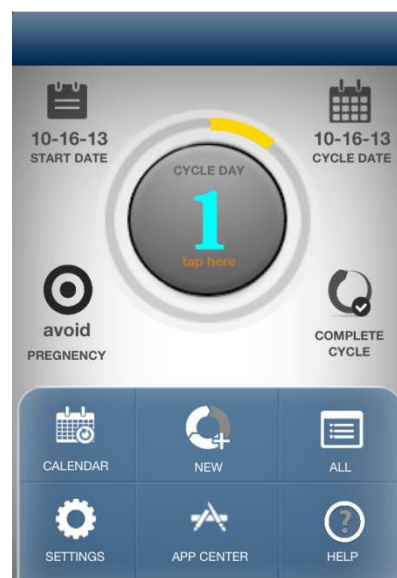 10-16-13
START DATE
10-16-13
CYCLE DATE
CYCLE DAY
1
tap here
avoid
PREGNENCY
COMPLETE
CYCLE
CALENDAR
NEW
ALL
SETTINGS
APP CENTER
HELP